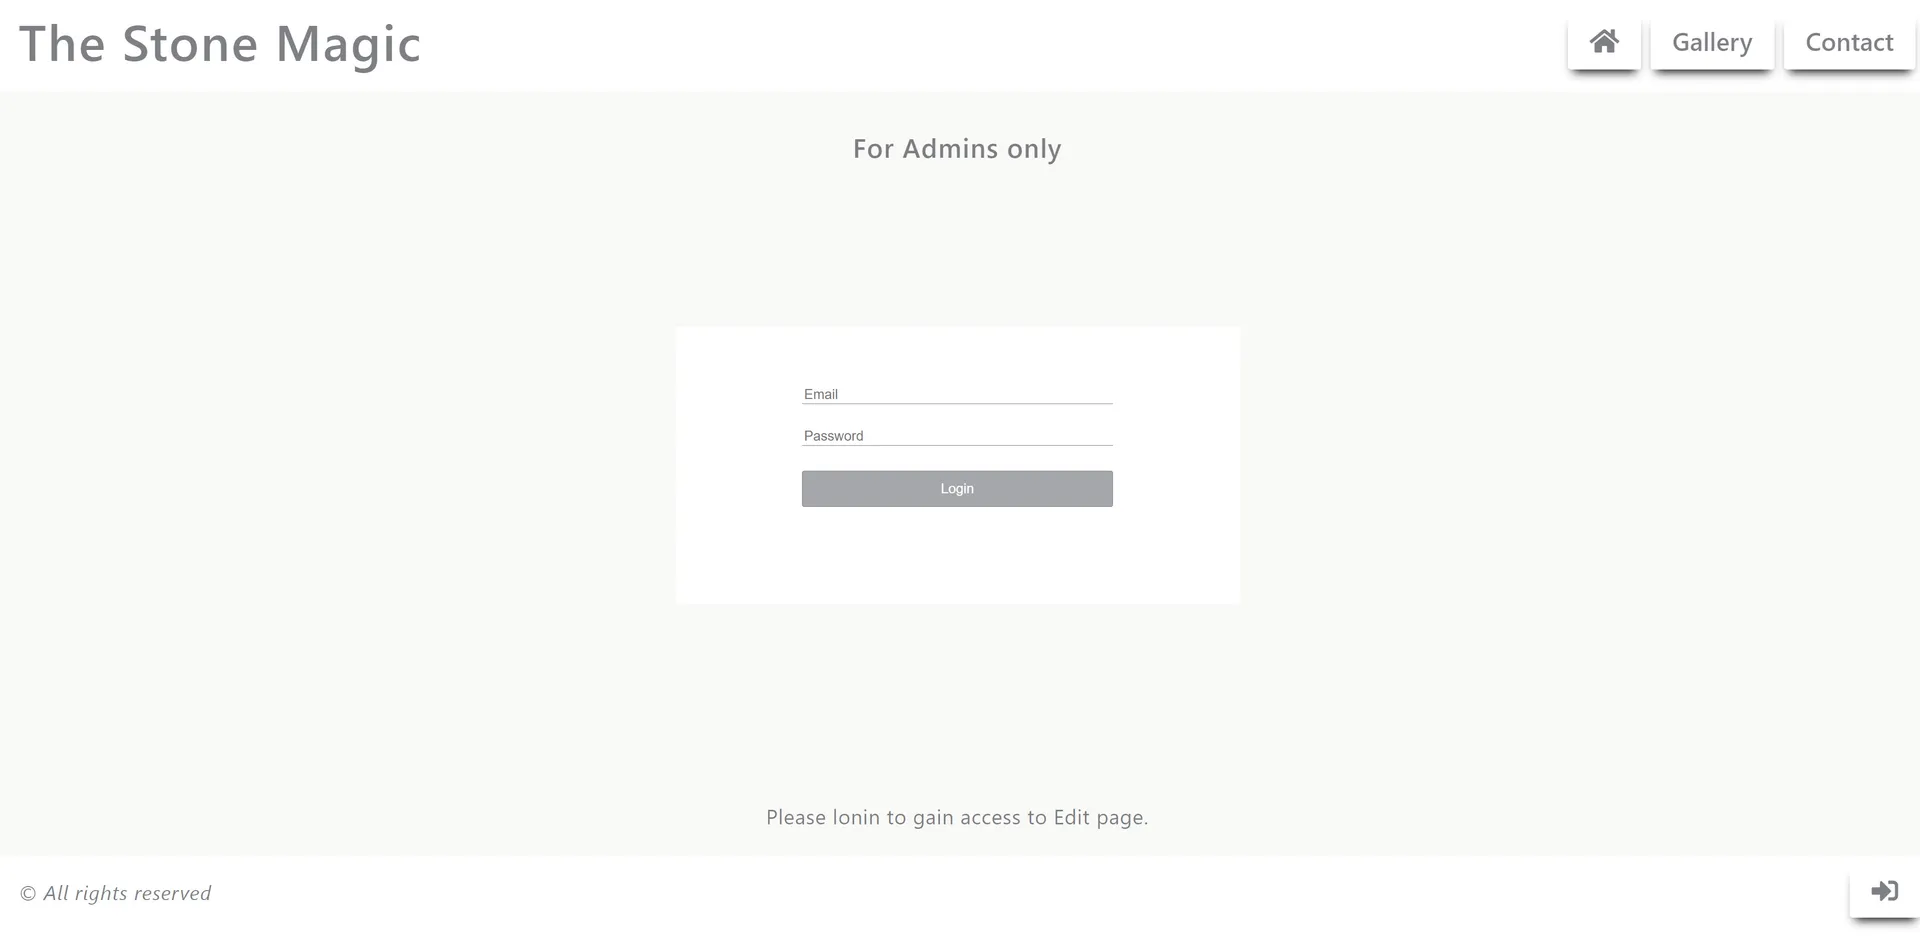 The Stone Magic
Gallery
Contact
For Admins only
Email
Password
Login
Please lonin to gain access to Edit page.
© All rights reserved